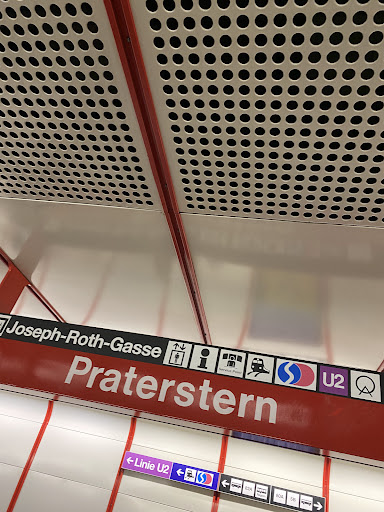 Joseph-Roth-Gasse U2
Praterstern
Linie U2